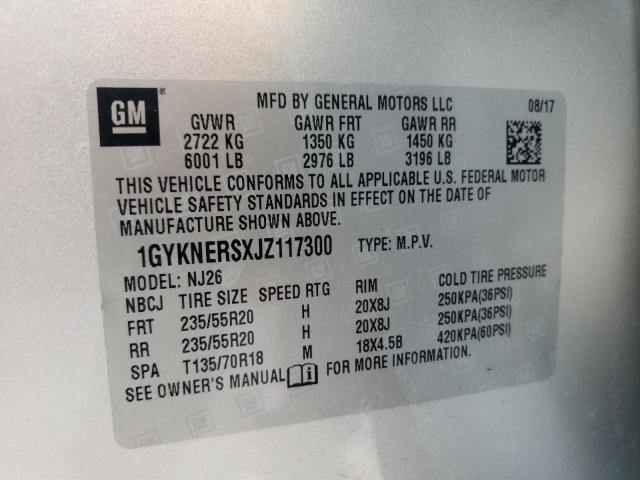 GM
MFD BY GENERAL MOTORS LLC 08/17
GVWR GAWR FRT GAWR RR
2722 KG 1350 KG 1450 KG
6001 LB 2976 LB 3196 LB
THIS VEHICLE CONFORMS TO ALL APPLICABLE U.S. FEDERAL MOTOR
VEHICLE SAFETY STANDARDS IN EFFECT ON THE DATE OF
MANUFACTURE SHOWN ABOVE.
1GYKNERSXJZ117300 TYPE: M.P.V.
MODEL: NJ26
NBCJ TIRE SIZE SPEED RTG RIM COLD TIRE PRESSURE
FRT 235/55R20 H 20X8J 250KPA(36PSI)
RR 235/55R20 H 20X8J 250KPA(36PSI)
SPA T135/70R18 M 18X4.5B 420KPA(60PSI)
SEE OWNER'S MANUAL FOR MORE INFORMATION.